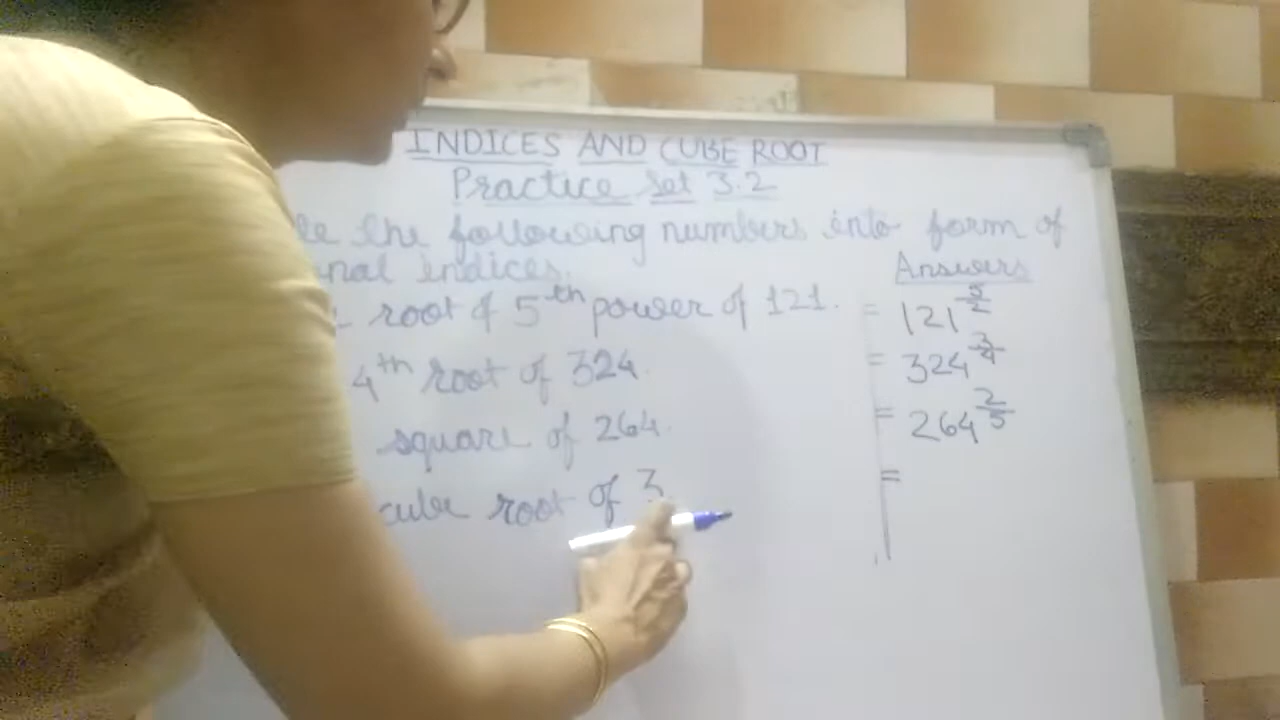 INDICES AND CUBE ROOT
Practice Set 3.2
the following numbers into form of
indices.
Answers
root of 5th power of 121. = 121^5/2
4th root of 324. = 324^3/4
square of 264. = 264^2/5
cube root of 3 =